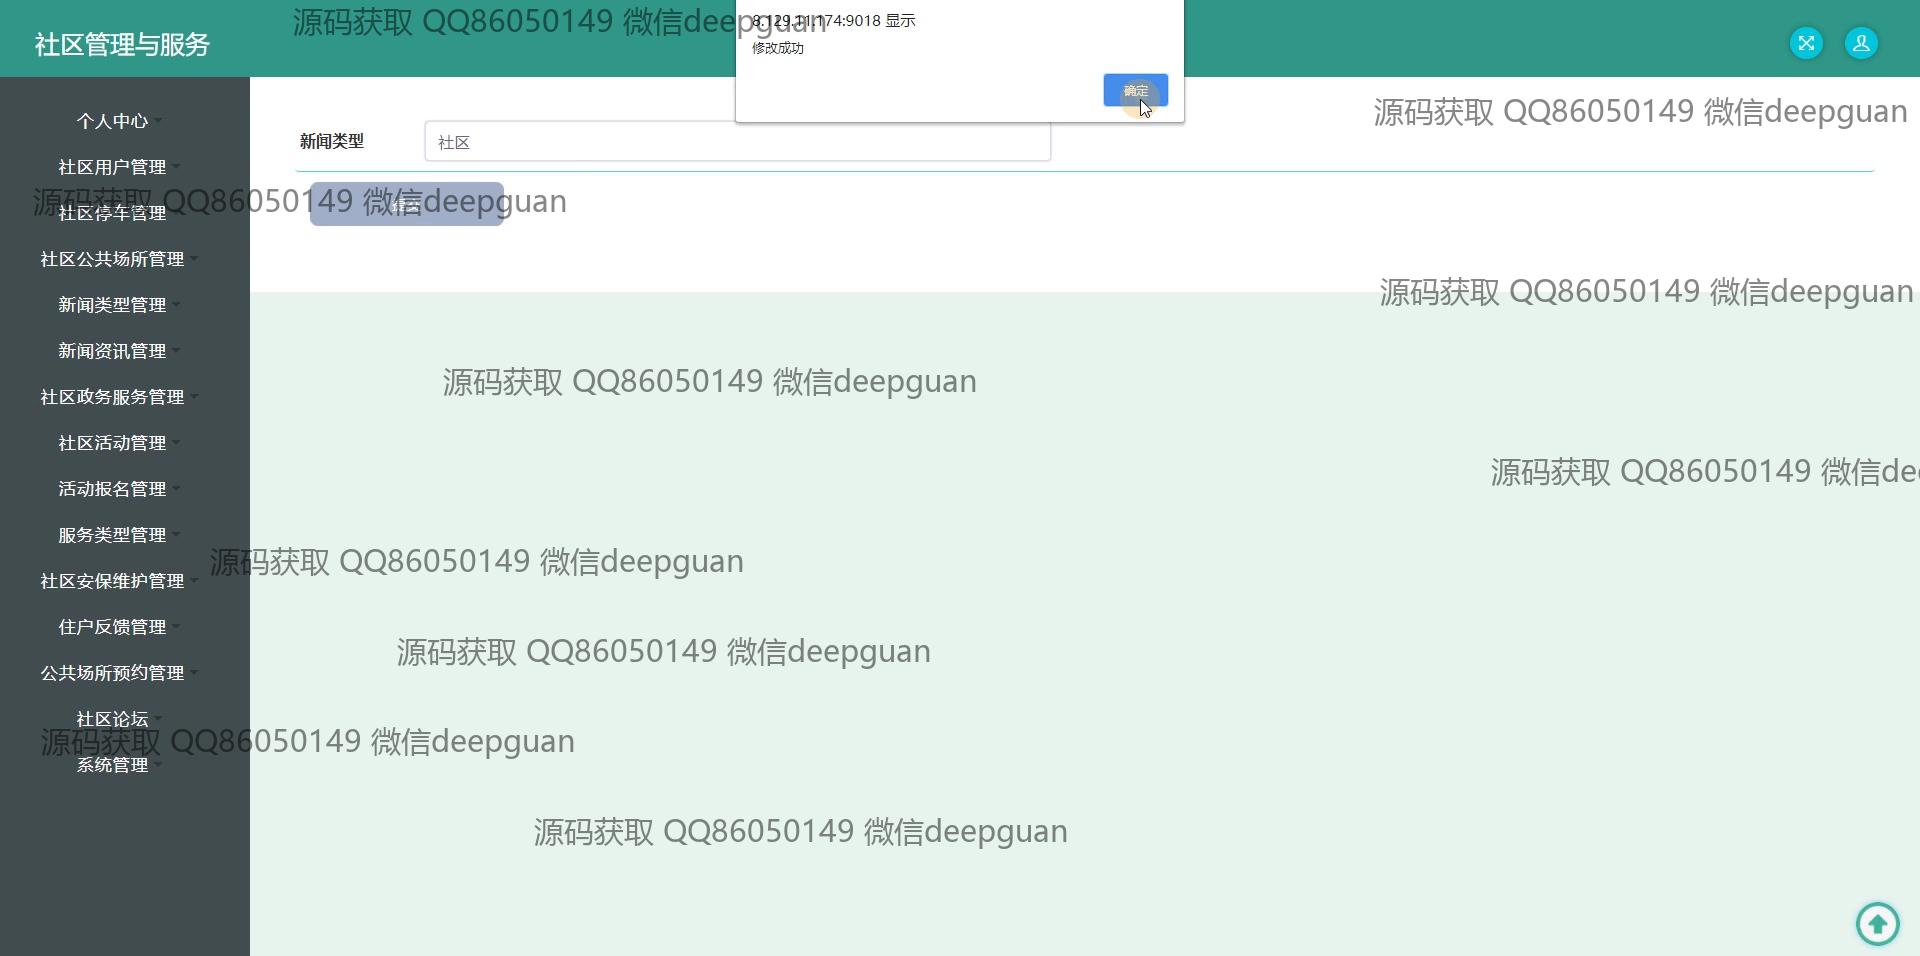 社区管理与服务
源码获取 QQ86050149 微信deepguan
8.129.11.174:9018 显示
修改成功
确定
源码获取 QQ86050149 微信deepguan
个人中心
新闻类型
社区
社区用户管理
源码获取 QQ86050149 微信deepguan
社区停车管理
社区公共场所管理
源码获取 QQ86050149 微信deepguan
新闻类型管理
新闻资讯管理
源码获取 QQ86050149 微信deepguan
社区政务服务管理
社区活动管理
源码获取 QQ86050149 微信dee
活动报名管理
服务类型管理
源码获取 QQ86050149 微信deepguan
社区安保维护管理
住户反馈管理
源码获取 QQ86050149 微信deepguan
公共场所预约管理
社区论坛
源码获取 QQ86050149 微信deepguan
系统管理
源码获取 QQ86050149 微信deepguan